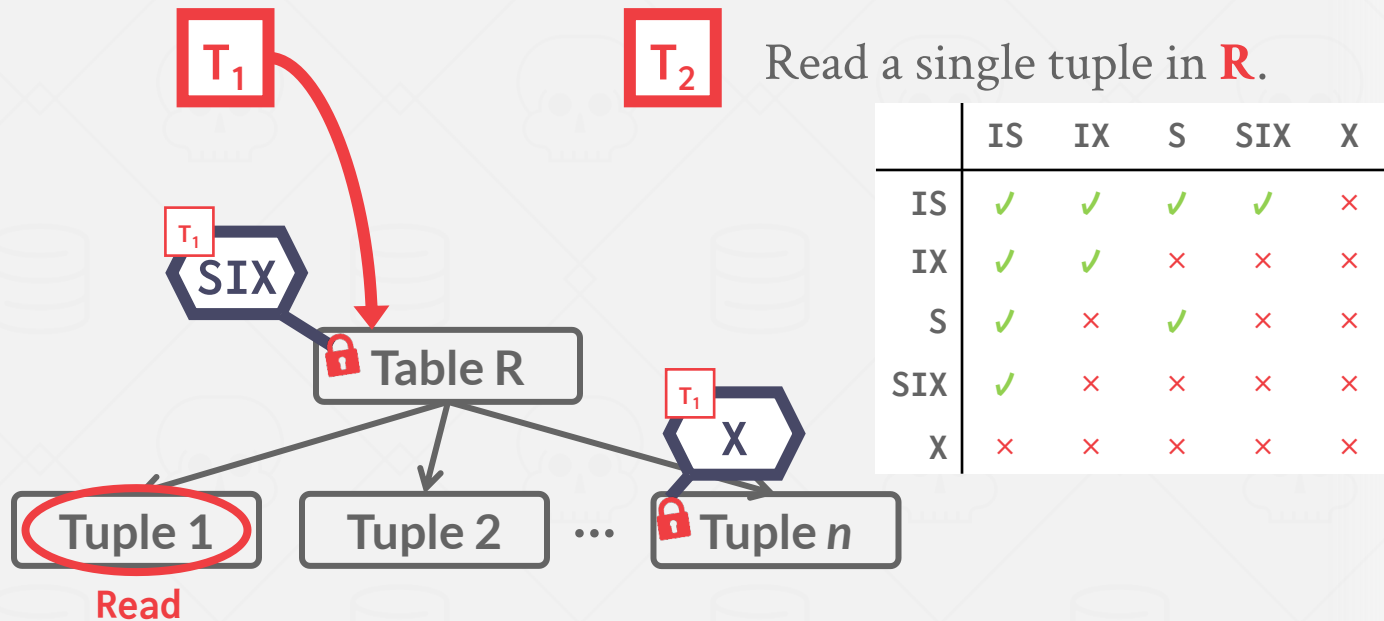 T₁
T₂ Read a single tuple in R.
IS IX S SIX X
IS ✓ ✓ ✓ ✓ ×
IX ✓ ✓ × × ×
S ✓ × ✓ × ×
SIX ✓ × × × ×
X × × × × ×
T₁
SIX
Table R
T₁
X
Tuple 1 Tuple 2 ... Tuple n
Read